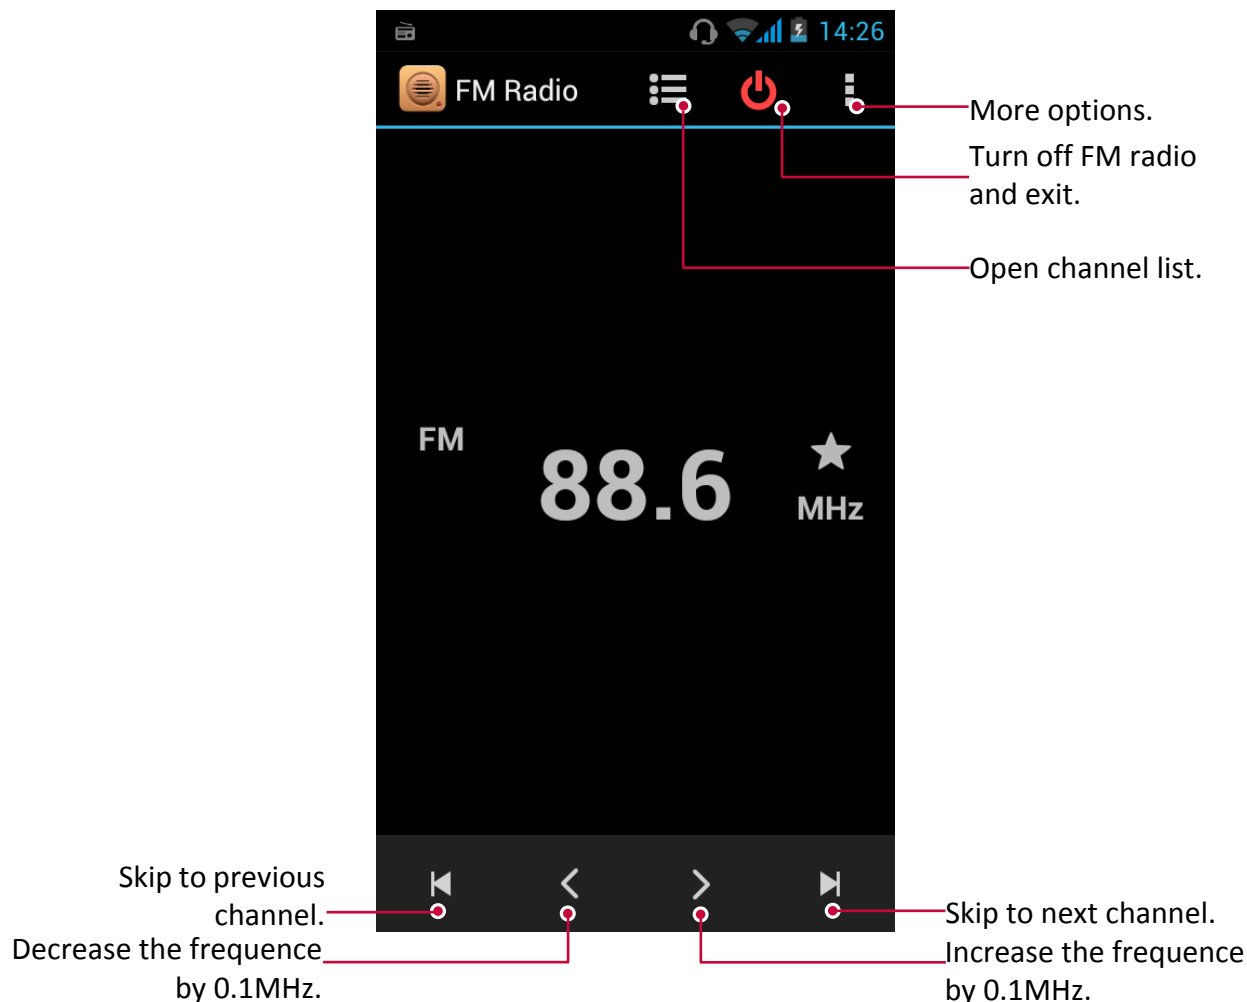 14:26
FM Radio
More options.
Turn off FM radio
and exit.
Open channel list.
FM
88.6
MHz
Skip to previous
channel.
Decrease the frequence
by 0.1MHz.
Skip to next channel.
Increase the frequence
by 0.1MHz.